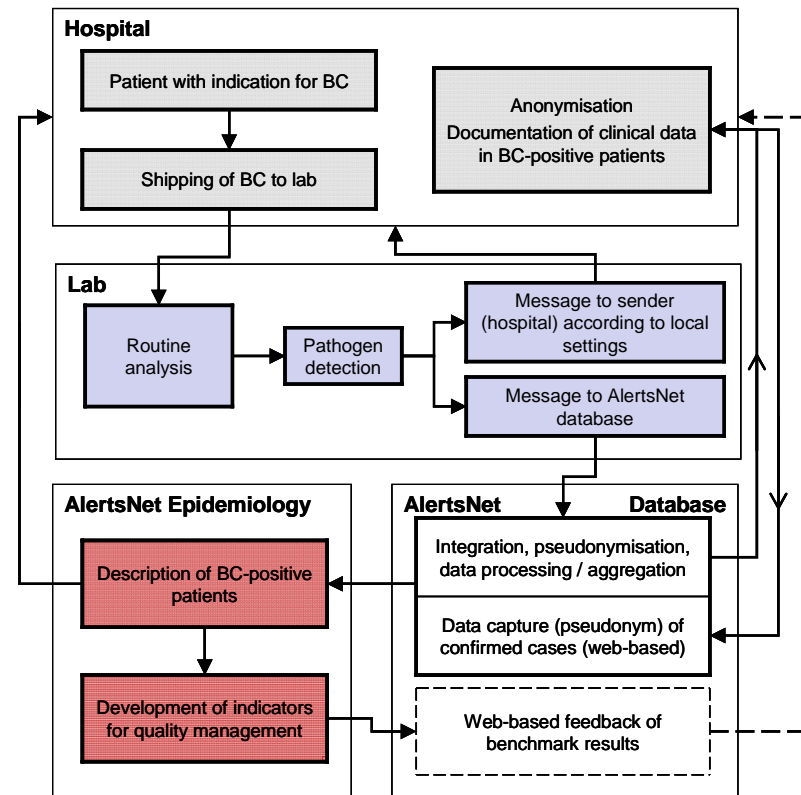 Hospital
Patient with indication for BC
Shipping of BC to lab
Anonymisation
Documentation of clinical data
in BC-positive patients
Lab
Routine
analysis
Pathogen
detection
Message to sender
(hospital) according to local
settings
Message to AlertsNet
database
AlertsNet Epidemiology
Description of BC-positive
patients
Development of indicators
for quality management
AlertsNet Database
Integration, pseudonymisation,
data processing / aggregation
Data capture (pseudonym) of
confirmed cases (web-based)
Web-based feedback of
benchmark results